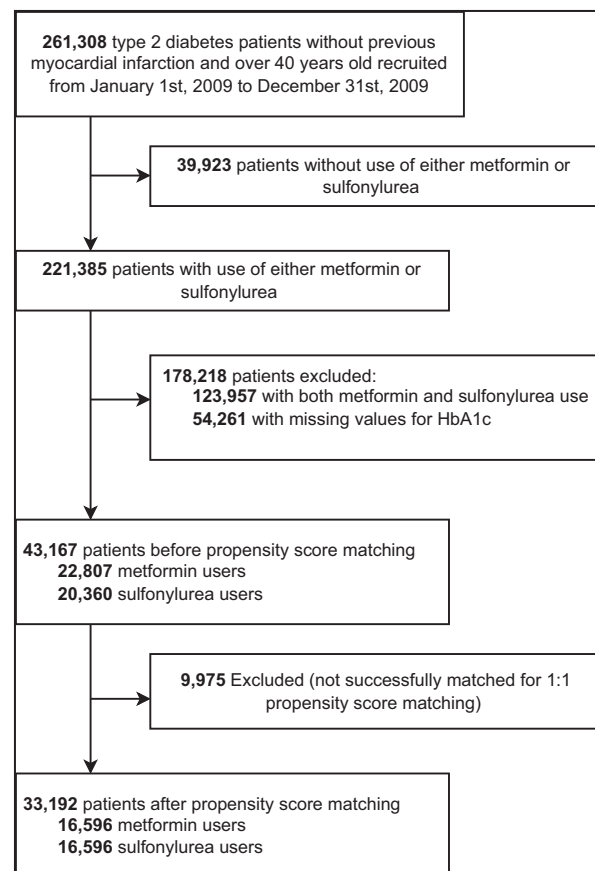 261,308 type 2 diabetes patients without previous
myocardial infarction and over 40 years old recruited
from January 1st, 2009 to December 31st, 2009
39,923 patients without use of either metformin or
sulfonylurea
221,385 patients with use of either metformin or
sulfonylurea
178,218 patients excluded:
123,957 with both metformin and sulfonylurea use
54,261 with missing values for HbA1c
43,167 patients before propensity score matching
22,807 metformin users
20,360 sulfonylurea users
9,975 Excluded (not successfully matched for 1:1
propensity score matching)
33,192 patients after propensity score matching
16,596 metformin users
16,596 sulfonylurea users